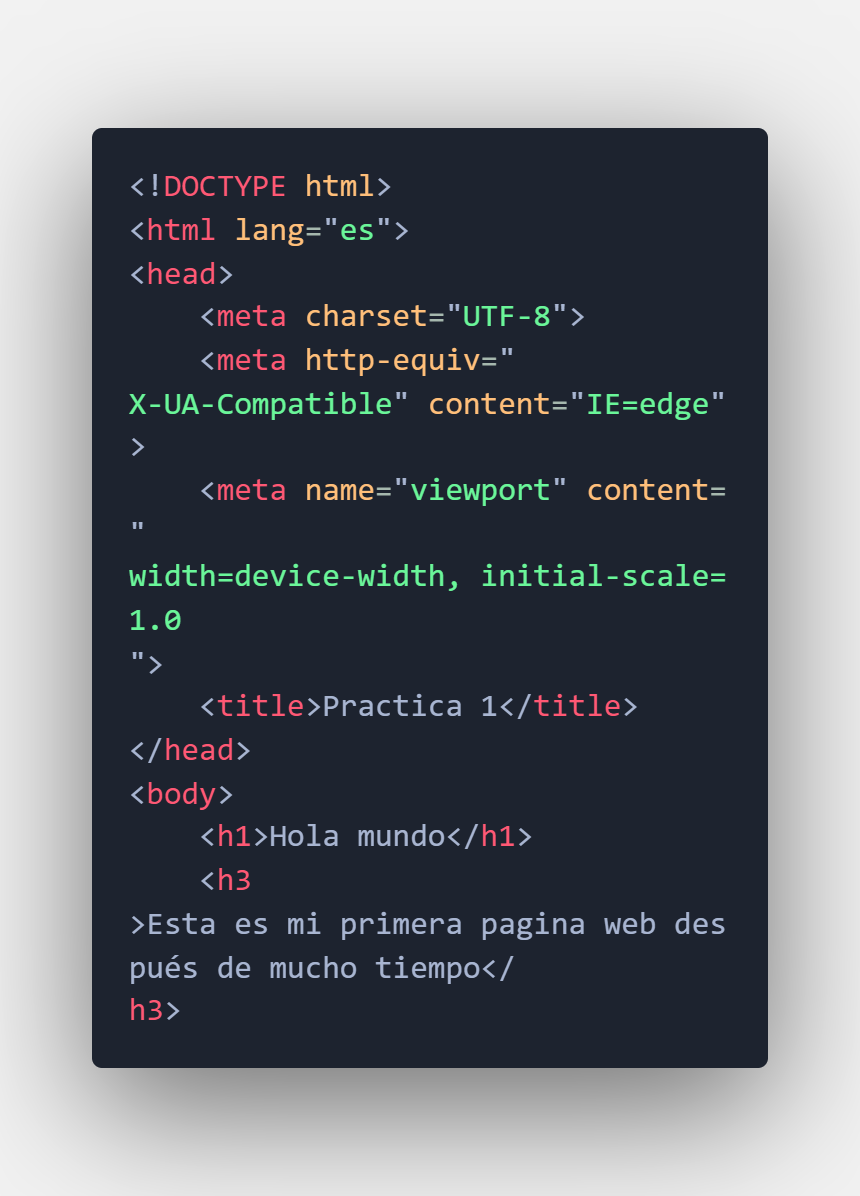 <!DOCTYPE html>
<html lang="es">
<head>
    <meta charset="UTF-8">
    <meta http-equiv="
X-UA-Compatible" content="IE=edge"
>
    <meta name="viewport" content=
"
width=device-width, initial-scale=
1.0
">
    <title>Practica 1</title>
</head>
<body>
    <h1>Hola mundo</h1>
    <h3
>Esta es mi primera pagina web des
pués de mucho tiempo</
h3>